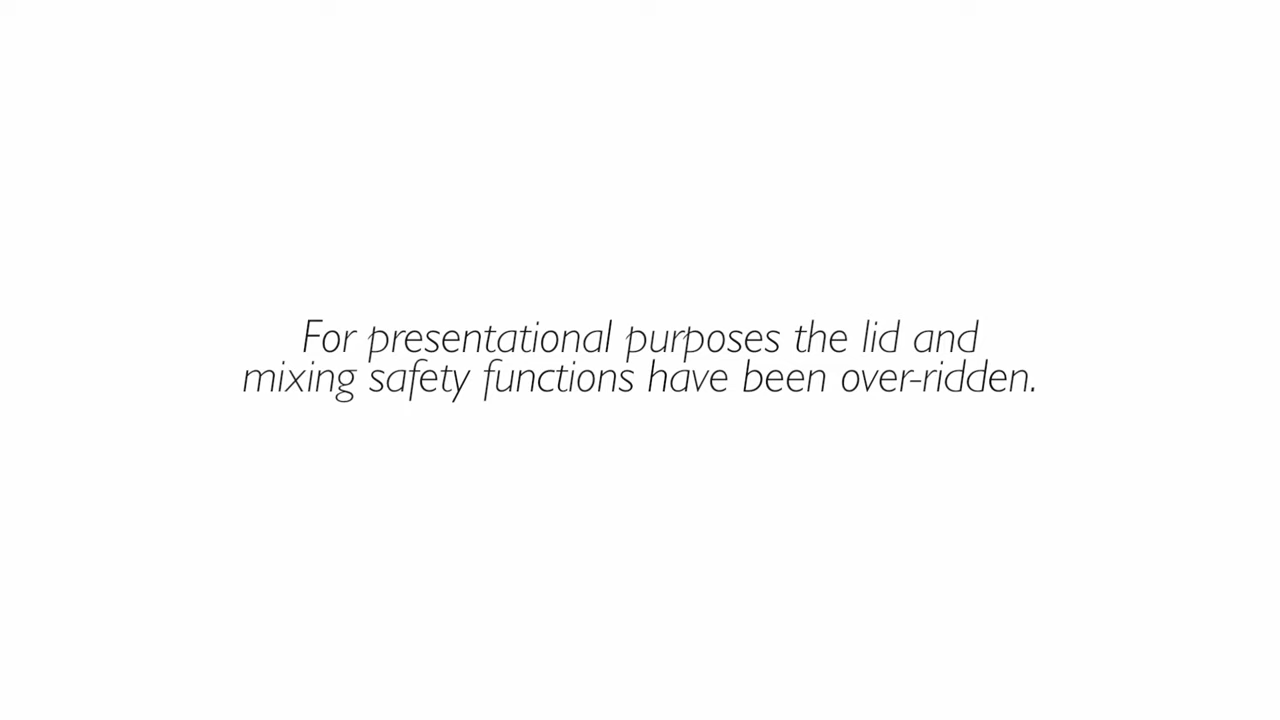 For presentational purposes the lid and
mixing safety functions have been over-ridden.